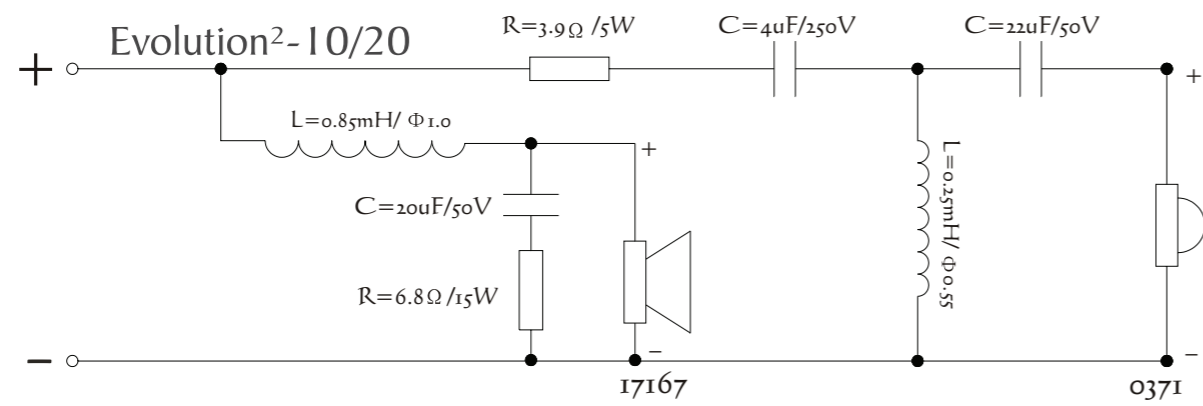 Evolution²-10/20
R=3.9Ω/5W
C=4uF/250V
C=22uF/50V
+
+
L=0.85mH/ Φ1.0
+
L=0.25mH/ Φ0.55
C=20uF/50V
R=6.8Ω/15W
−
−
−
17167
0371